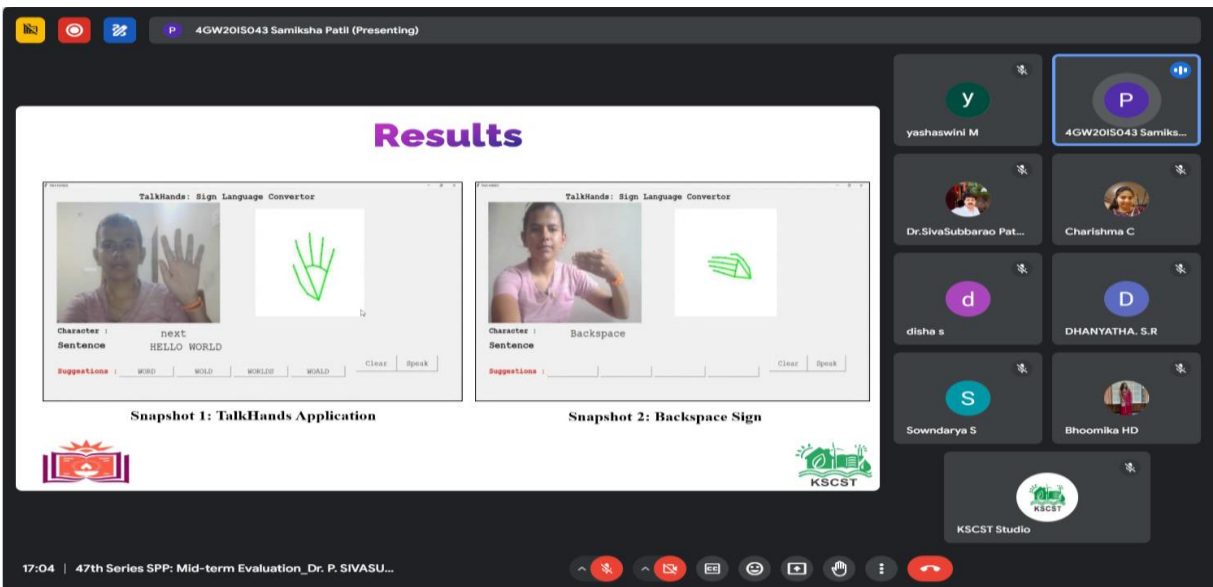 P 4GW20IS043 Samiksha Patil (Presenting)
Results
TalkHands: Sign Language Convertor
Character : next
Sentence HELLO WORLD
Suggestions : WORD WOLD WORLDS WOALD
Clear Speak
Snapshot 1: TalkHands Application
TalkHands: Sign Language Convertor
Character : Backspace
Sentence
Suggestions :
Clear Speak
Snapshot 2: Backspace Sign
KSCST
y
yashaswini M
P
4GW20IS043 Samiks...
Dr.SivaSubbarao Pat...
Charishma C
d
disha s
D
DHANYATHA. S.R
S
Sowndarya S
Bhoomika HD
KSCST
KSCST Studio
17:04 | 47th Series SPP: Mid-term Evaluation_Dr. P. SIVASU...
CC